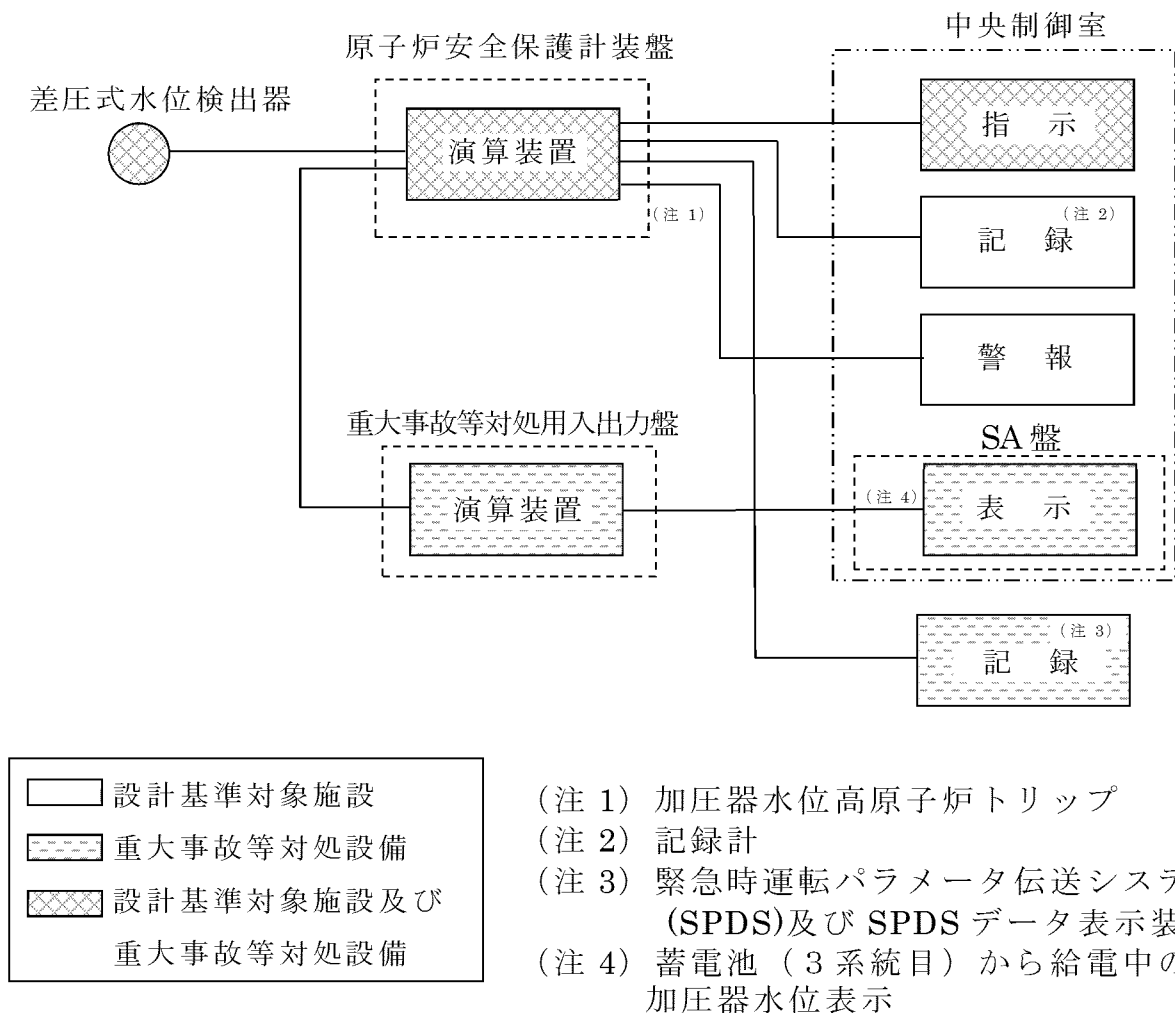 中央制御室
原子炉安全保護計装盤
差圧式水位検出器
演算装置
指 示
(注 1)
(注 2)
記 録
警 報
重大事故等対処用入出力盤
SA 盤
演算装置
(注 4)
表 示
(注 3)
記 録
設計基準対象施設
重大事故等対処設備
設計基準対象施設及び
重大事故等対処設備
(注 1) 加圧器水位高原子炉トリップ
(注 2) 記録計
(注 3) 緊急時運転パラメータ伝送システ
(SPDS)及び SPDS データ表示装
(注 4) 蓄電池（3系統目）から給電中の
加圧器水位表示